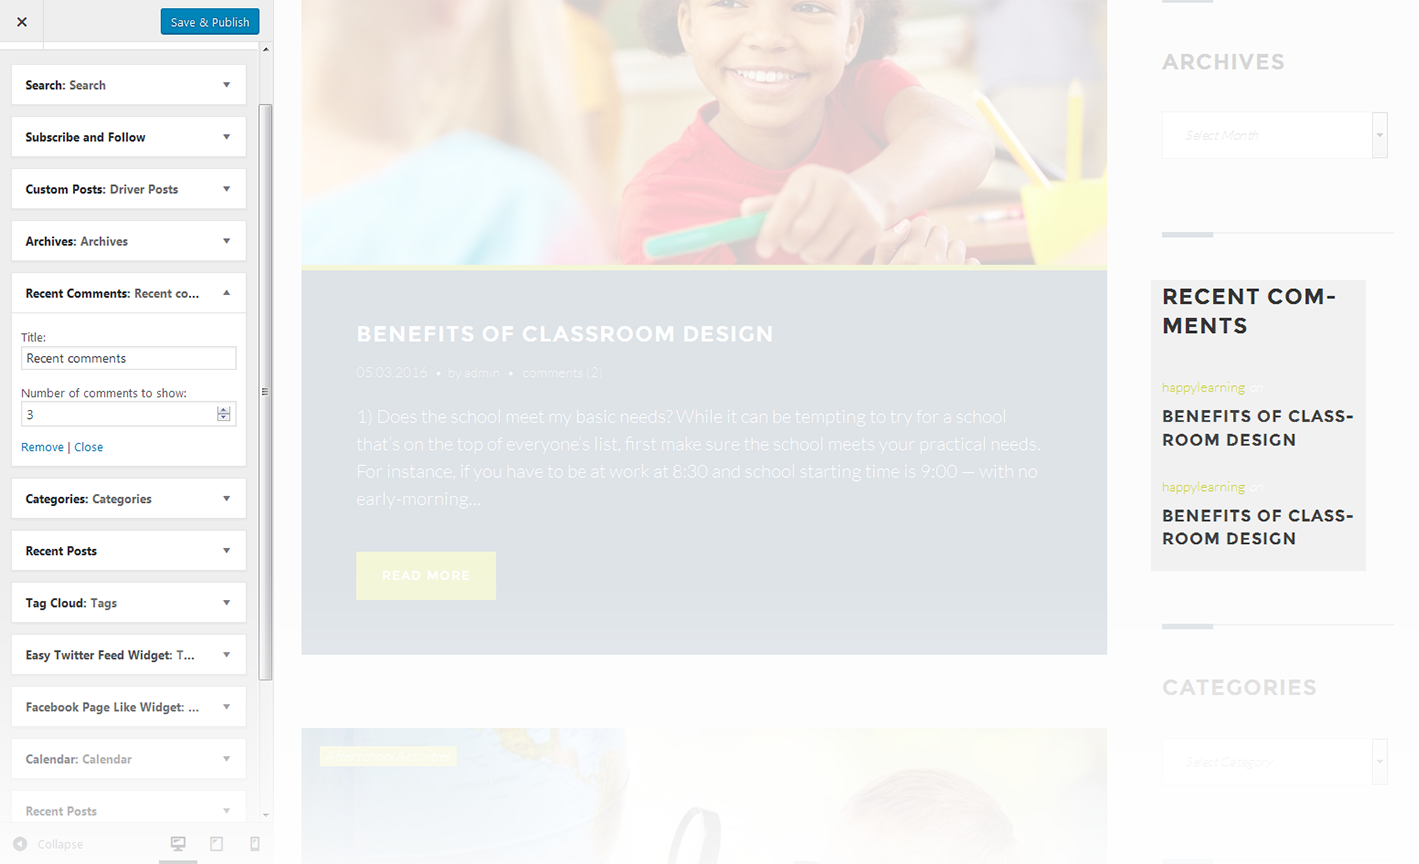 Save & Publish
Search: Search
Subscribe and Follow
Custom Posts: Driver Posts
Archives: Archives
Recent Comments: Recent co...
Title:
Recent comments
Number of comments to show:
3
Remove | Close
Categories: Categories
Recent Posts
Tag Cloud: Tags
Easy Twitter Feed Widget: T...
Facebook Page Like Widget: ...
Calendar: Calendar
Recent Posts
Collapse
BENEFITS OF CLASSROOM DESIGN
05.03.2016 • by admin • comments (2)
1) Does the school meet my basic needs? While it can be tempting to try for a school
that's on the top of everyone's list, first make sure the school meets your practical needs.
For instance, if you have to be at work at 8:30 and school starting time is 9:00 — with no
early-morning...
READ MORE
ARCHIVES
Select Month
RECENT COM-
MENTS
happylearning on
BENEFITS OF CLASS-
ROOM DESIGN
happylearning on
BENEFITS OF CLASS-
ROOM DESIGN
CATEGORIES
Select Category